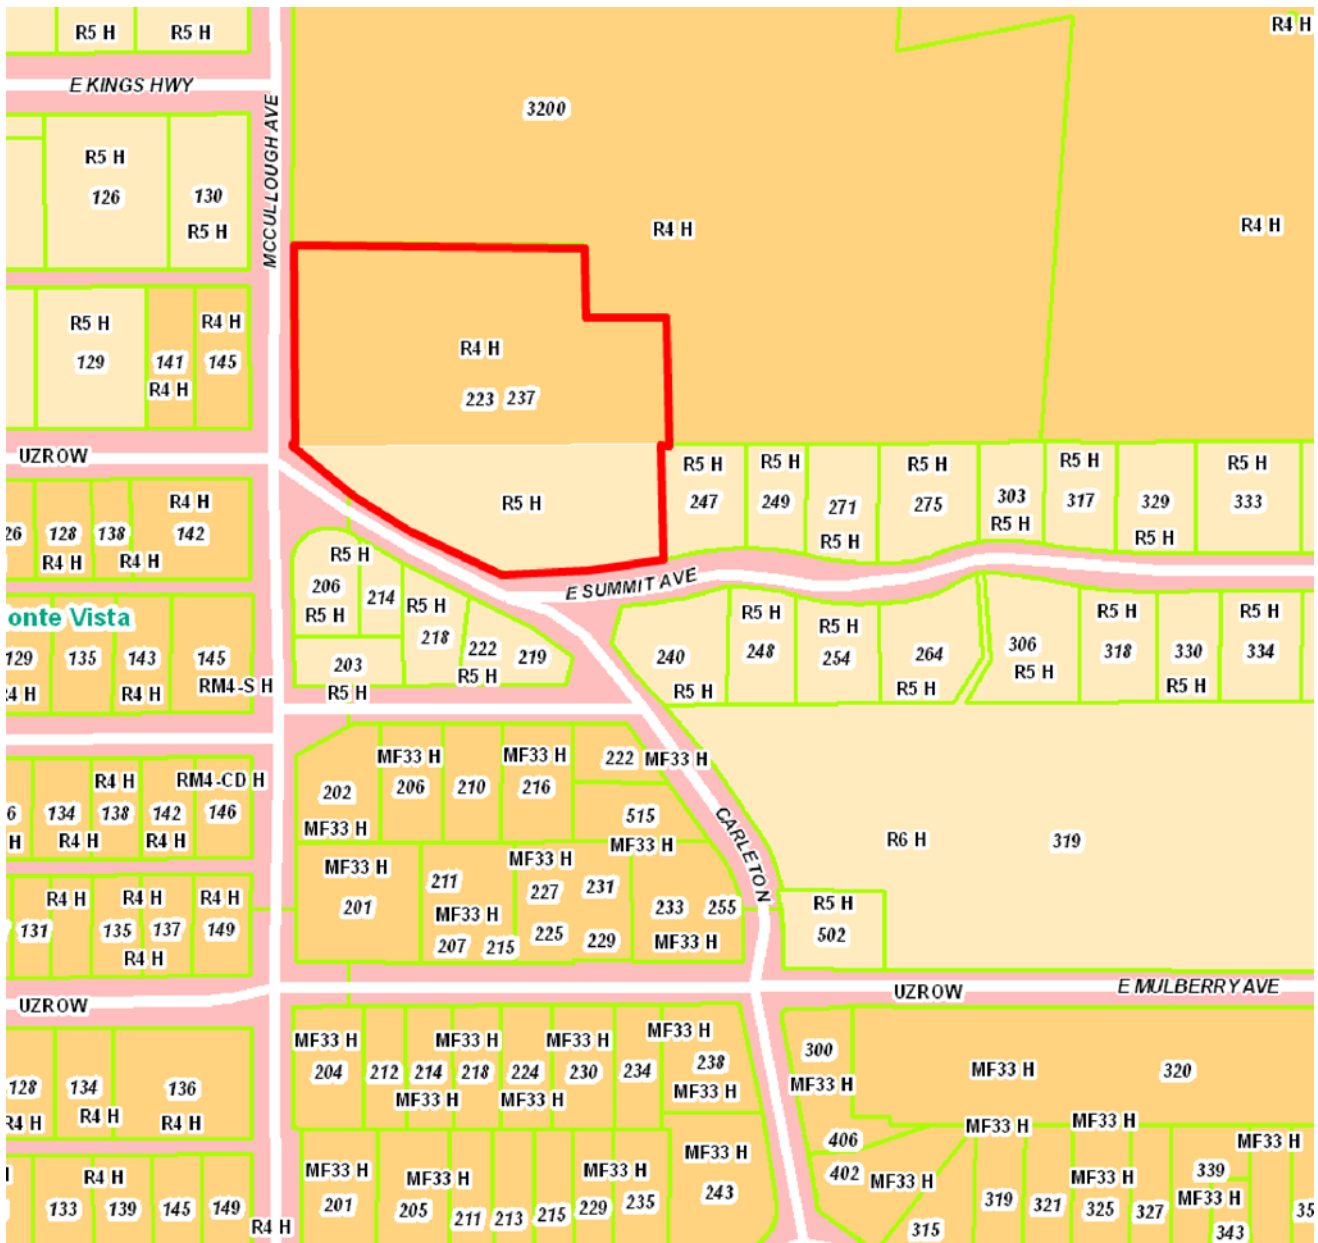 R5 H
R5 H
R4 H
E KINGS HWY
MCCULLOUGH AVE
3200
R5 H
126
130
R5 H
R4 H
R4 H
R5 H
129
141
R4 H
R4 H
145
R4 H
223 237
UZROW
R5 H
R5 H
247
R5 H
249
271
R5 H
R5 H
275
303
R5 H
R5 H
317
329
R5 H
R5 H
333
26
128
R4 H
138
R4 H
R4 H
142
R5 H
206
R5 H
214
R5 H
218
222
R5 H
219
203
R5 H
E SUMMIT AVE
onte Vista
129
R4 H
135
143
R4 H
145
RM4-S H
240
R5 H
R5 H
248
R5 H
254
264
R5 H
306
R5 H
R5 H
318
330
R5 H
R5 H
334
6
H
134
R4 H
R4 H
138
142
R4 H
RM4-CD H
146
202
MF33 H
MF33 H
206
210
MF33 H
216
222
MF33 H
515
MF33 H
CARLETON
R6 H
319
131
R4 H
R4 H
135
137
R4 H
R4 H
149
MF33 H
201
211
MF33 H
207
215
MF33 H
227
231
225
229
233
255
MF33 H
R5 H
502
UZROW
UZROW
E MULBERRY AVE
128
R4 H
134
R4 H
136
R4 H
MF33 H
204
212
214
MF33 H
MF33 H
218
224
MF33 H
MF33 H
230
234
MF33 H
238
MF33 H
300
MF33 H
MF33 H
320
406
402
MF33 H
MF33 H
MF33 H
R4 H
133
139
145
149
R4 H
MF33 H
201
MF33 H
205
211
213
215
229
MF33 H
235
MF33 H
243
315
319
321
MF33 H
325
327
339
MF33 H
343
MF33 H
35